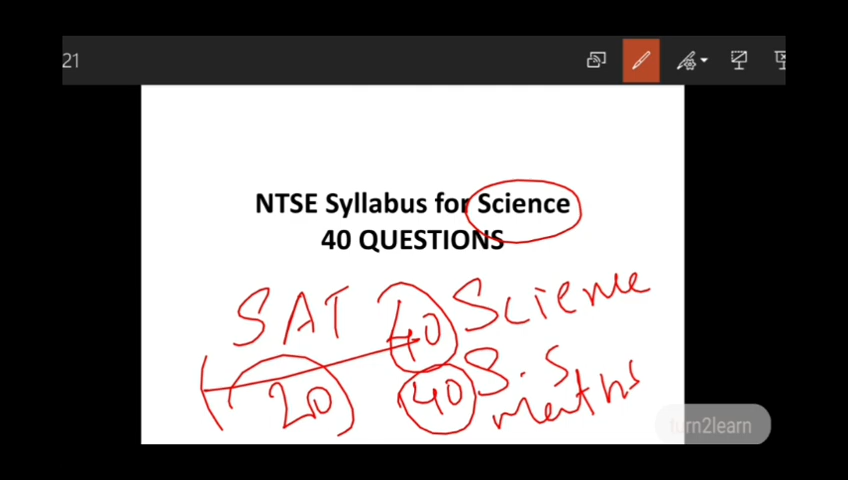 21
NTSE Syllabus for Science
40 QUESTIONS
SAT 40 Science
40 S.S
20 maths
turn2learn